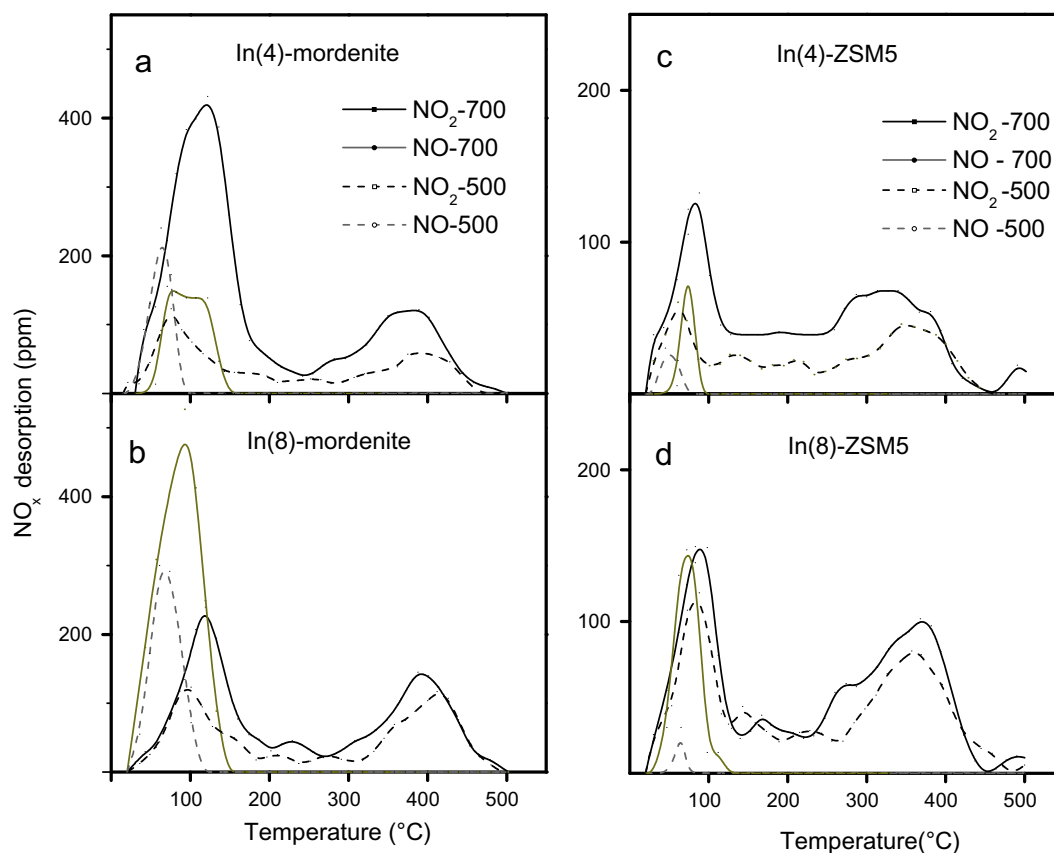 NOx desorption (ppm)
a
In(4)-mordenite
NO2-700
NO-700
NO2-500
NO-500
400
200
b
In(8)-mordenite
400
200
100 200 300 400 500
Temperature (°C)
c
In(4)-ZSM5
NO2 -700
NO - 700
NO2 -500
NO -500
200
100
d
In(8)-ZSM5
200
100
100 200 300 400 500
Temperature(°C)